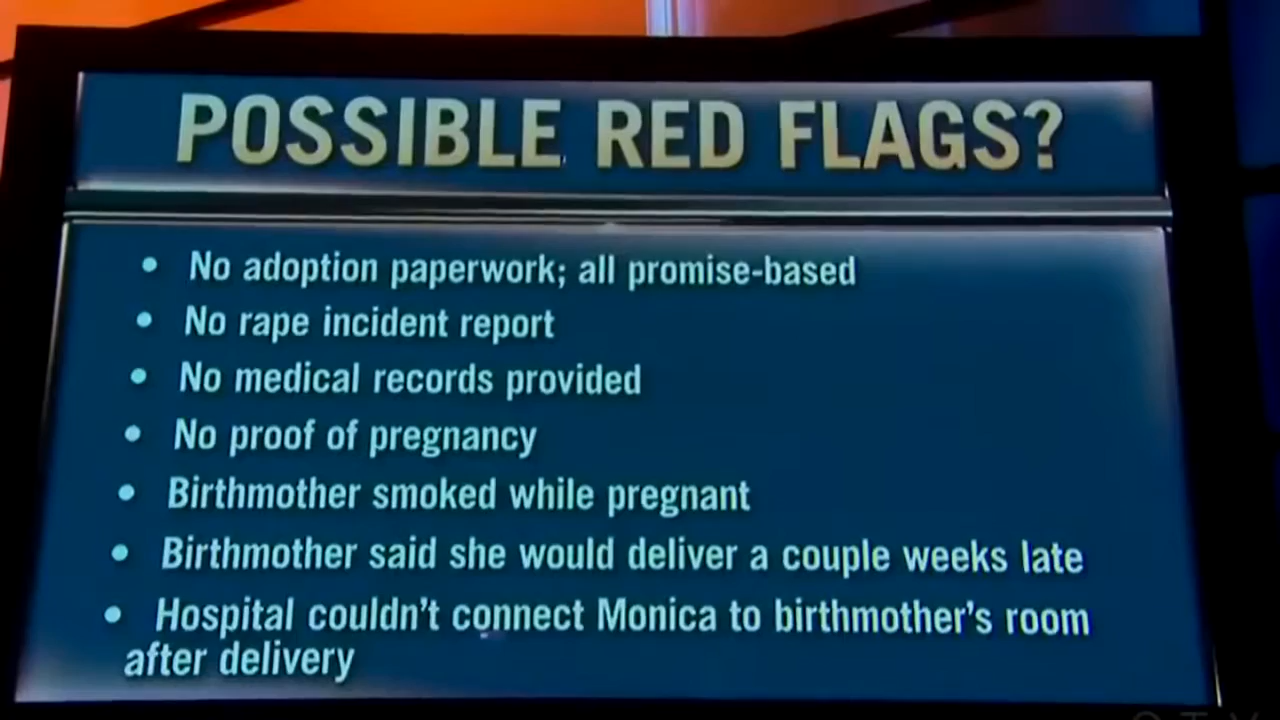 POSSIBLE RED FLAGS?
• No adoption paperwork; all promise-based
• No rape incident report
• No medical records provided
• No proof of pregnancy
• Birthmother smoked while pregnant
• Birthmother said she would deliver a couple weeks late
• Hospital couldn't connect Monica to birthmother's room
after delivery